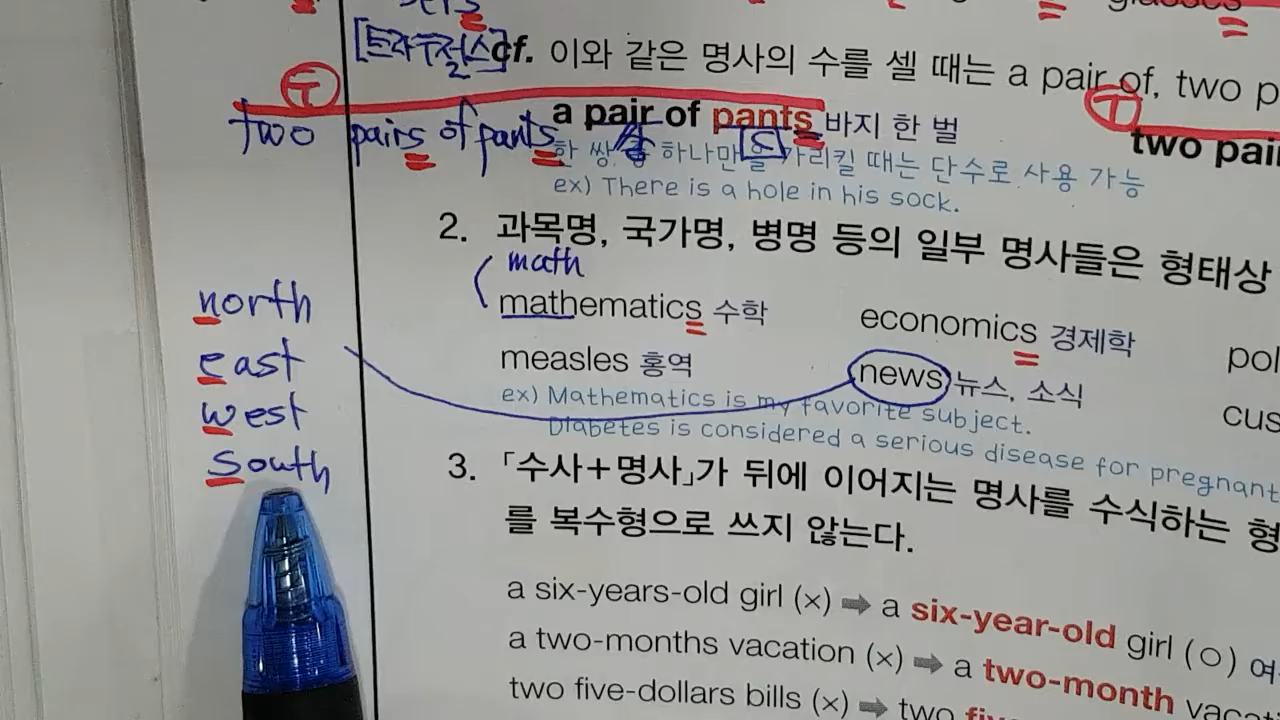 glasses
[트라우절스]
cf. 이와 같은 명사의 수를 셀 때는 a pair of, two p
T
T
a pair of pants 바지 한 벌
two pairs of pants
two pair
한 쌍 중 하나만을 가리킬 때는 단수로 사용 가능
ex) There is a hole in his sock.
2. 과목명, 국가명, 병명 등의 일부 명사들은 형태상
math
mathematics 수학
economics 경제학
pol
measles 홍역
news 뉴스, 소식
cus
ex) Mathematics is my favorite subject.
Diabetes is considered a serious disease for pregnant
north
east
west
south
3. 「수사+명사」가 뒤에 이어지는 명사를 수식하는 형
를 복수형으로 쓰지 않는다.
a six-years-old girl (×) ➡ a six-year-old girl (○) 여
a two-months vacation (×) ➡ a two-month vacat
two five-dollars bills (×) ➡ two five